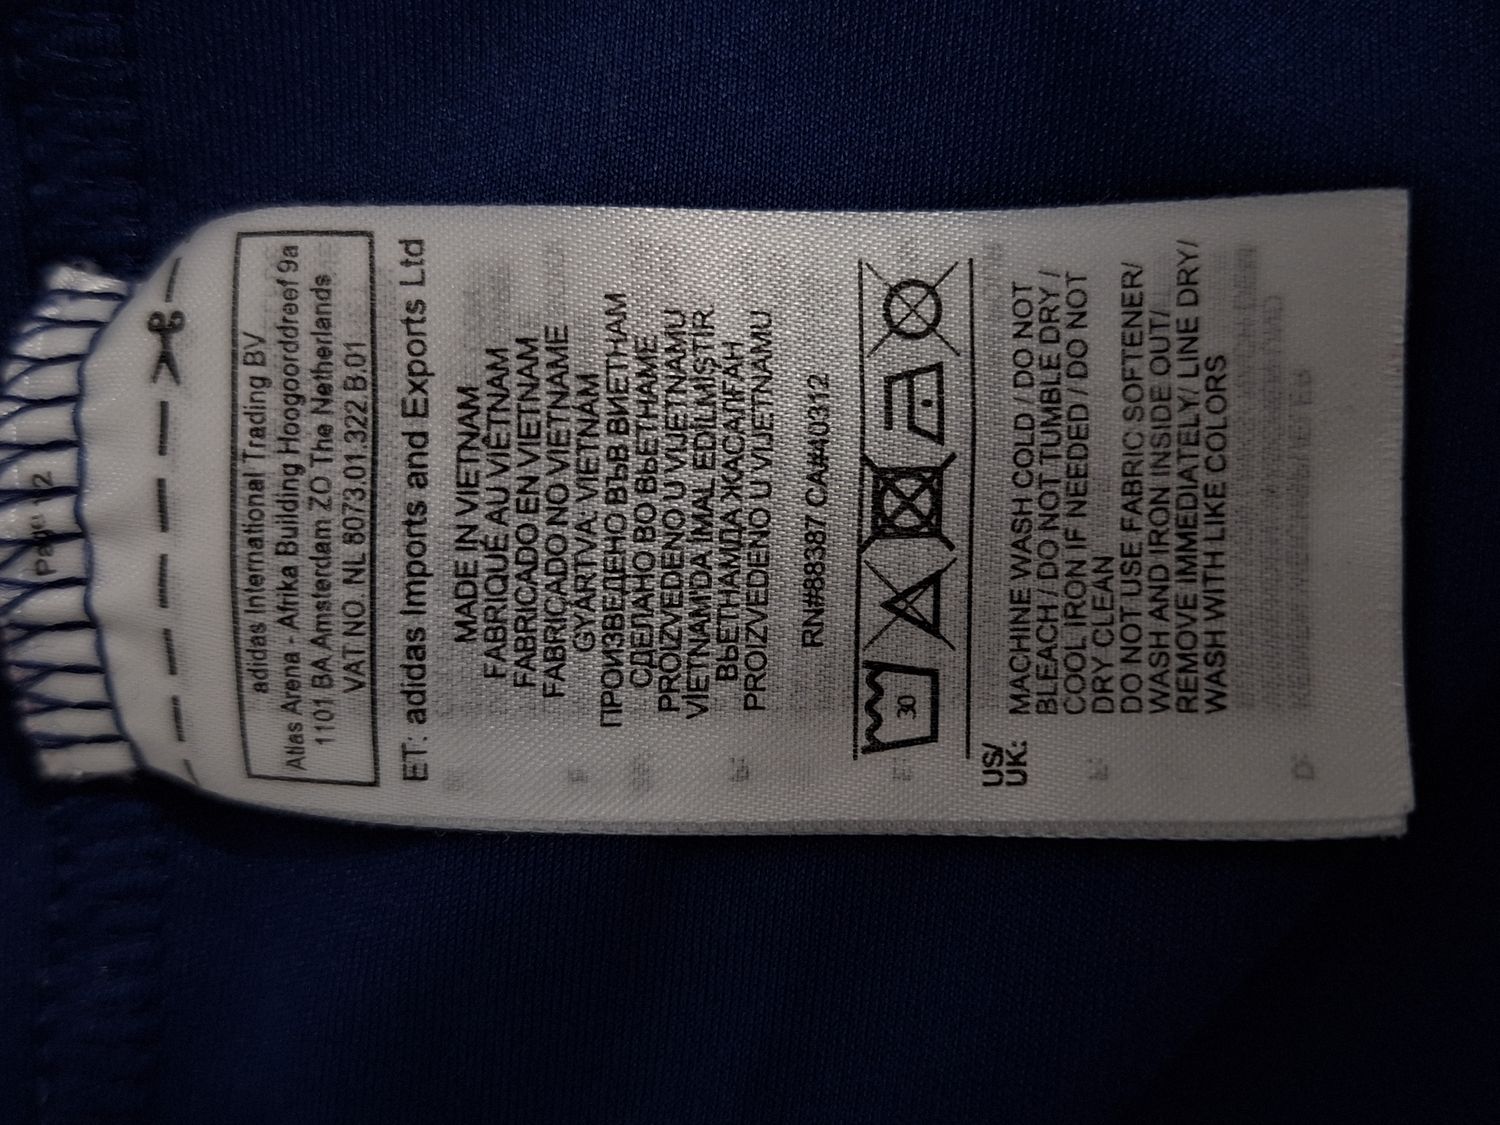 Page 12
adidas International Trading BV
Atlas Arena - Afrika Building Hoogoorddreef 9a
1101 BA Amsterdam ZO The Netherlands
VAT NO. NL 8073.01.322 B.01
ET: adidas Imports and Exports Ltd
MADE IN VIETNAM
FABRIQUÉ AU VIÊTNAM
FABRICADO EN VIETNAM
FABRICADO NO VIETNAME
GYÁRTVA: VIETNAM
ПРОИЗВЕДЕНО ВЪВ ВИЕТНАМ
СДЕЛАНО ВО ВЬЕТНАМЕ
PROIZVEDENO U VIJETNAMU
VIETNAM'DA İMAL EDİLMİŞTİR.
ВЬЕТНАМДА ЖАСАЛҒАН
PROIZVEDENO U VIJETNAMU
RN#88387 CA#40312
30
US/
UK:
MACHINE WASH COLD / DO NOT
BLEACH / DO NOT TUMBLE DRY /
COOL IRON IF NEEDED / DO NOT
DRY CLEAN
DO NOT USE FABRIC SOFTENER/
WASH AND IRON INSIDE OUT/
REMOVE IMMEDIATELY/ LINE DRY/
WASH WITH LIKE COLORS